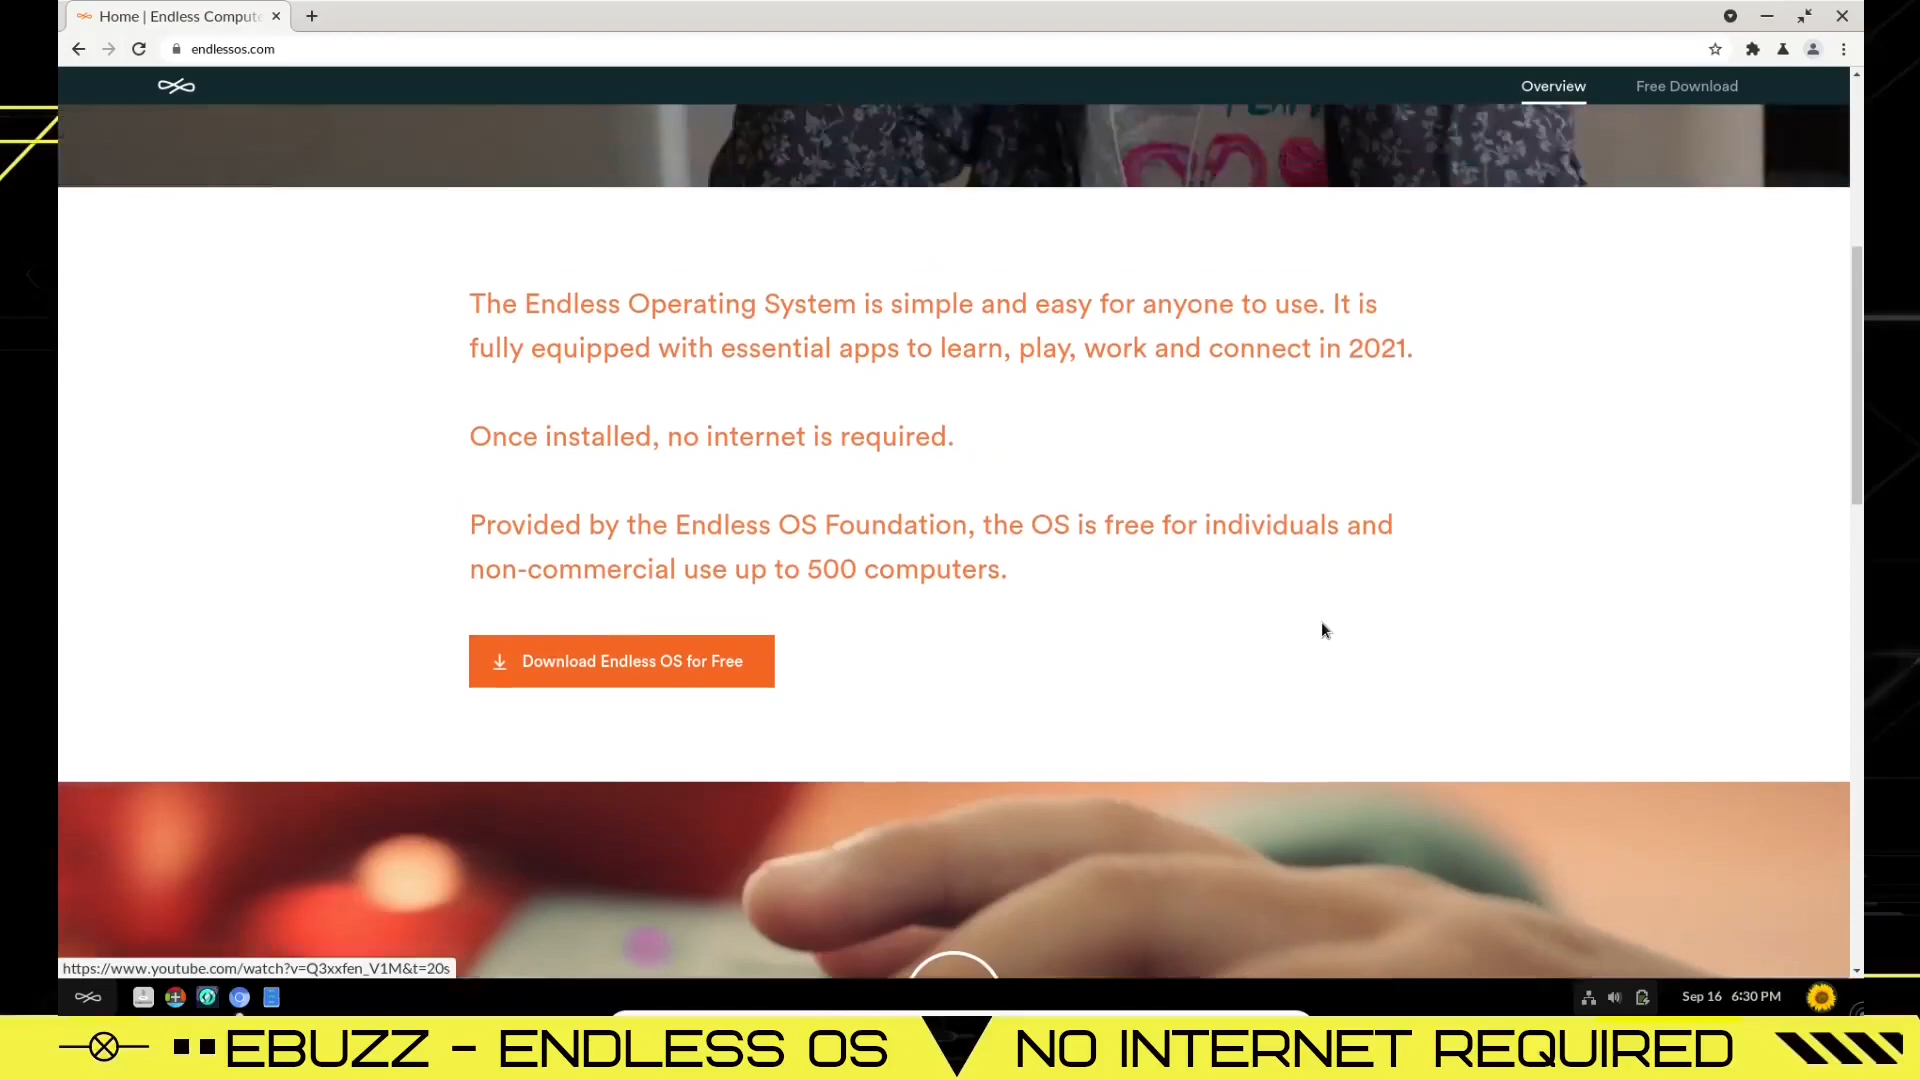 Home | Endless Compute
endlessos.com
Overview
Free Download
The Endless Operating System is simple and easy for anyone to use. It is
fully equipped with essential apps to learn, play, work and connect in 2021.
Once installed, no internet is required.
Provided by the Endless OS Foundation, the OS is free for individuals and
non-commercial use up to 500 computers.
Download Endless OS for Free
https://www.youtube.com/watch?v=Q3xxfen_V1M&t=20s
Sep 16 6:30 PM
EBUZZ - ENDLESS OS
NO INTERNET REQUIRED